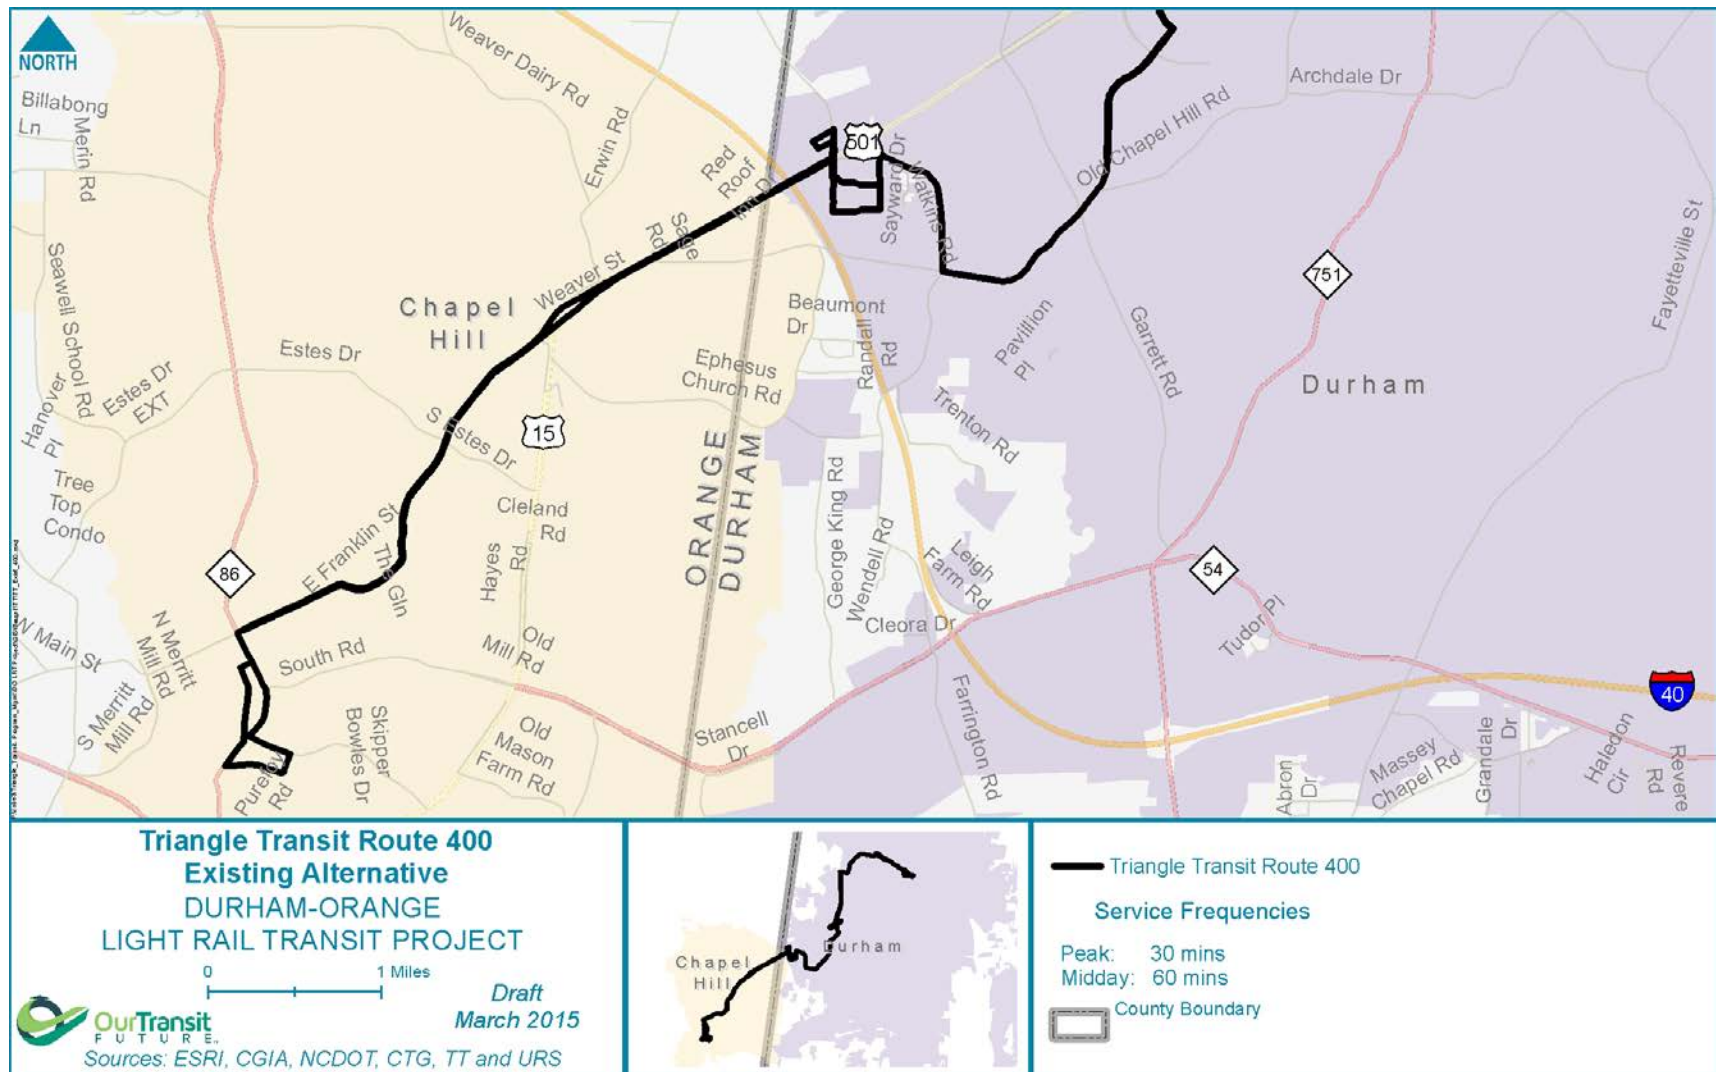 NORTH
Billabong
Ln
Merin Rd
Weaver Dairy Rd
Erwin Rd
Red
Roof
Inn Dr
501
Sayward Dr
Watkins Rd
Old Chapel Hill Rd
Archdale Dr
751
Fayetteville St
Seawell School Rd
Chapel
Hill
Weaver St
Sage
Rd
Beaumont
Dr
Randall
Rd
Pavillion
Pl
Garrett Rd
Durham
Estes Dr
Estes Dr
EXT
Hanover
Pl
S Estes Dr
15
Ephesus
Church Rd
Trenton Rd
ORANGE
DURHAM
Tree
Top
Condo
Cleland
Rd
Hayes
Rd
George King Rd
Wendell Rd
Leigh
Farm Rd
54
86
E Franklin St
The Gln
Cleora Dr
Tudor Pl
W Main St
N Merritt
Mill Rd
South Rd
Old
Mill Rd
S Merritt
Mill Rd
Skipper
Bowles Dr
Old
Mason
Farm Rd
Stancell
Dr
Farrington Rd
40
Purefoy
Rd
Abron
Dr
Massey
Chapel Rd
Grandale
Dr
Haledon
Cir
Revere
Rd
Triangle Transit Route 400
Existing Alternative
DURHAM-ORANGE
LIGHT RAIL TRANSIT PROJECT
0 1 Miles
Draft
March 2015
OurTransit
FUTURE
Sources: ESRI, CGIA, NCDOT, CTG, TT and URS
Durham
Chapel
Hill
Triangle Transit Route 400
Service Frequencies
Peak: 30 mins
Midday: 60 mins
County Boundary